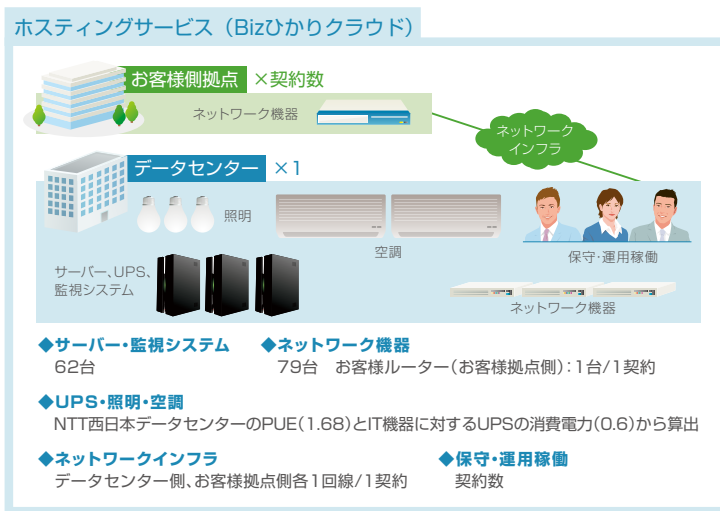 ホスティングサービス（Bizひかりクラウド）
お客様側拠点 ×契約数
ネットワーク機器
ネットワーク
インフラ
データセンター ×1
照明
空調
保守・運用稼働
サーバー、UPS、
監視システム
ネットワーク機器
◆サーバー・監視システム
62台
◆ネットワーク機器
79台　お客様ルーター（お客様拠点側）：1台/1契約
◆UPS・照明・空調
NTT西日本データセンターのPUE（1.68）とIT機器に対するUPSの消費電力（0.6）から算出
◆ネットワークインフラ
データセンター側、お客様拠点側各1回線/1契約
◆保守・運用稼働
契約数